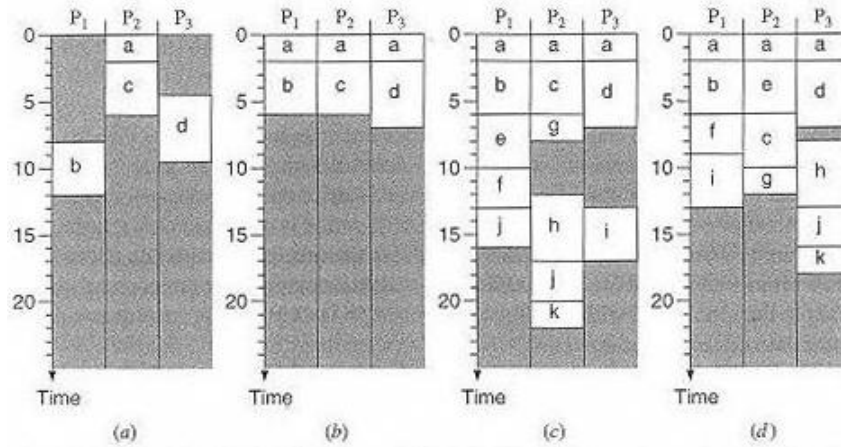 P1 P2 P3 P1 P2 P3 P1 P2 P3 P1 P2 P3
0 a 0 a a a 0 a a a 0 a a a
c b c d b c d b e d
5 5 5 5
d g
e f c
b h
10 10 10 10
f i g
h i j
15 j 15 15 15
j k
20 20 20 20
k
Time Time Time Time
(a) (b) (c) (d)